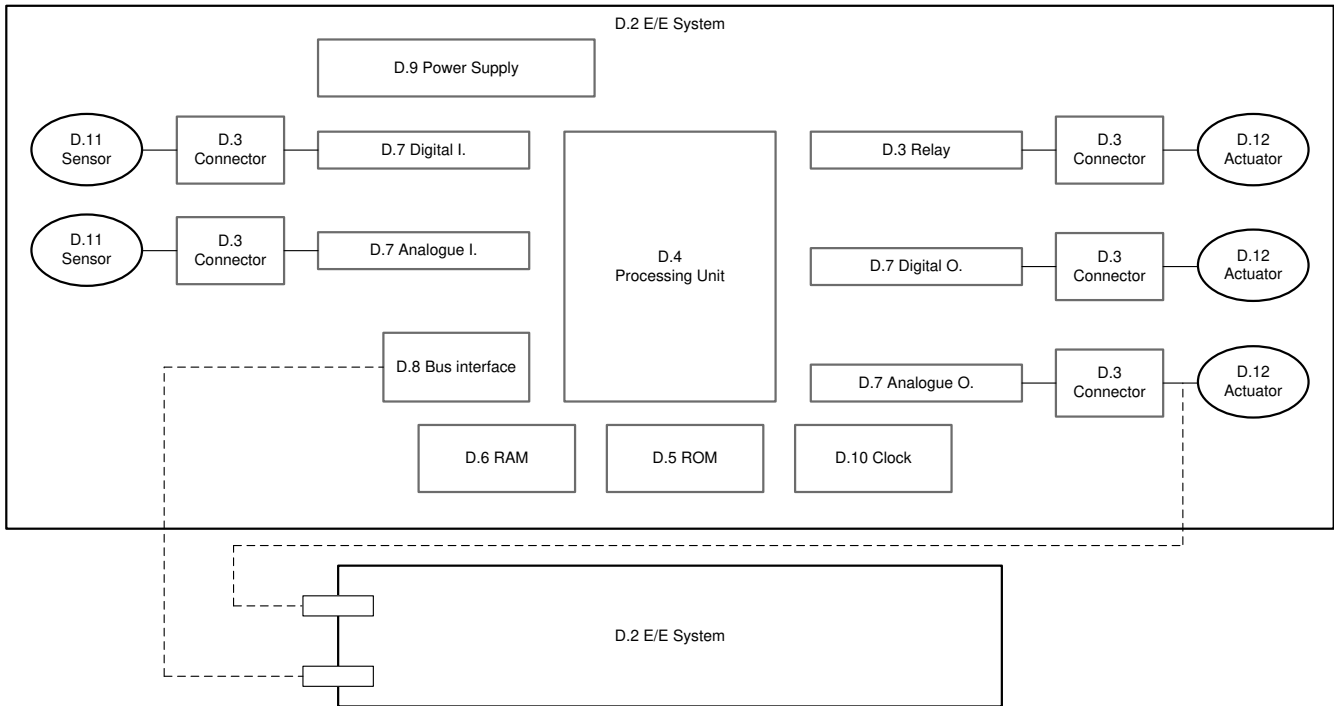 D.2 E/E System
D.9 Power Supply
D.11
Sensor
D.3
Connector
D.7 Digital I.
D.3 Relay
D.3
Connector
D.12
Actuator
D.11
Sensor
D.3
Connector
D.7 Analogue I.
D.4
Processing Unit
D.7 Digital O.
D.3
Connector
D.12
Actuator
D.8 Bus interface
D.7 Analogue O.
D.3
Connector
D.12
Actuator
D.6 RAM
D.5 ROM
D.10 Clock
D.2 E/E System